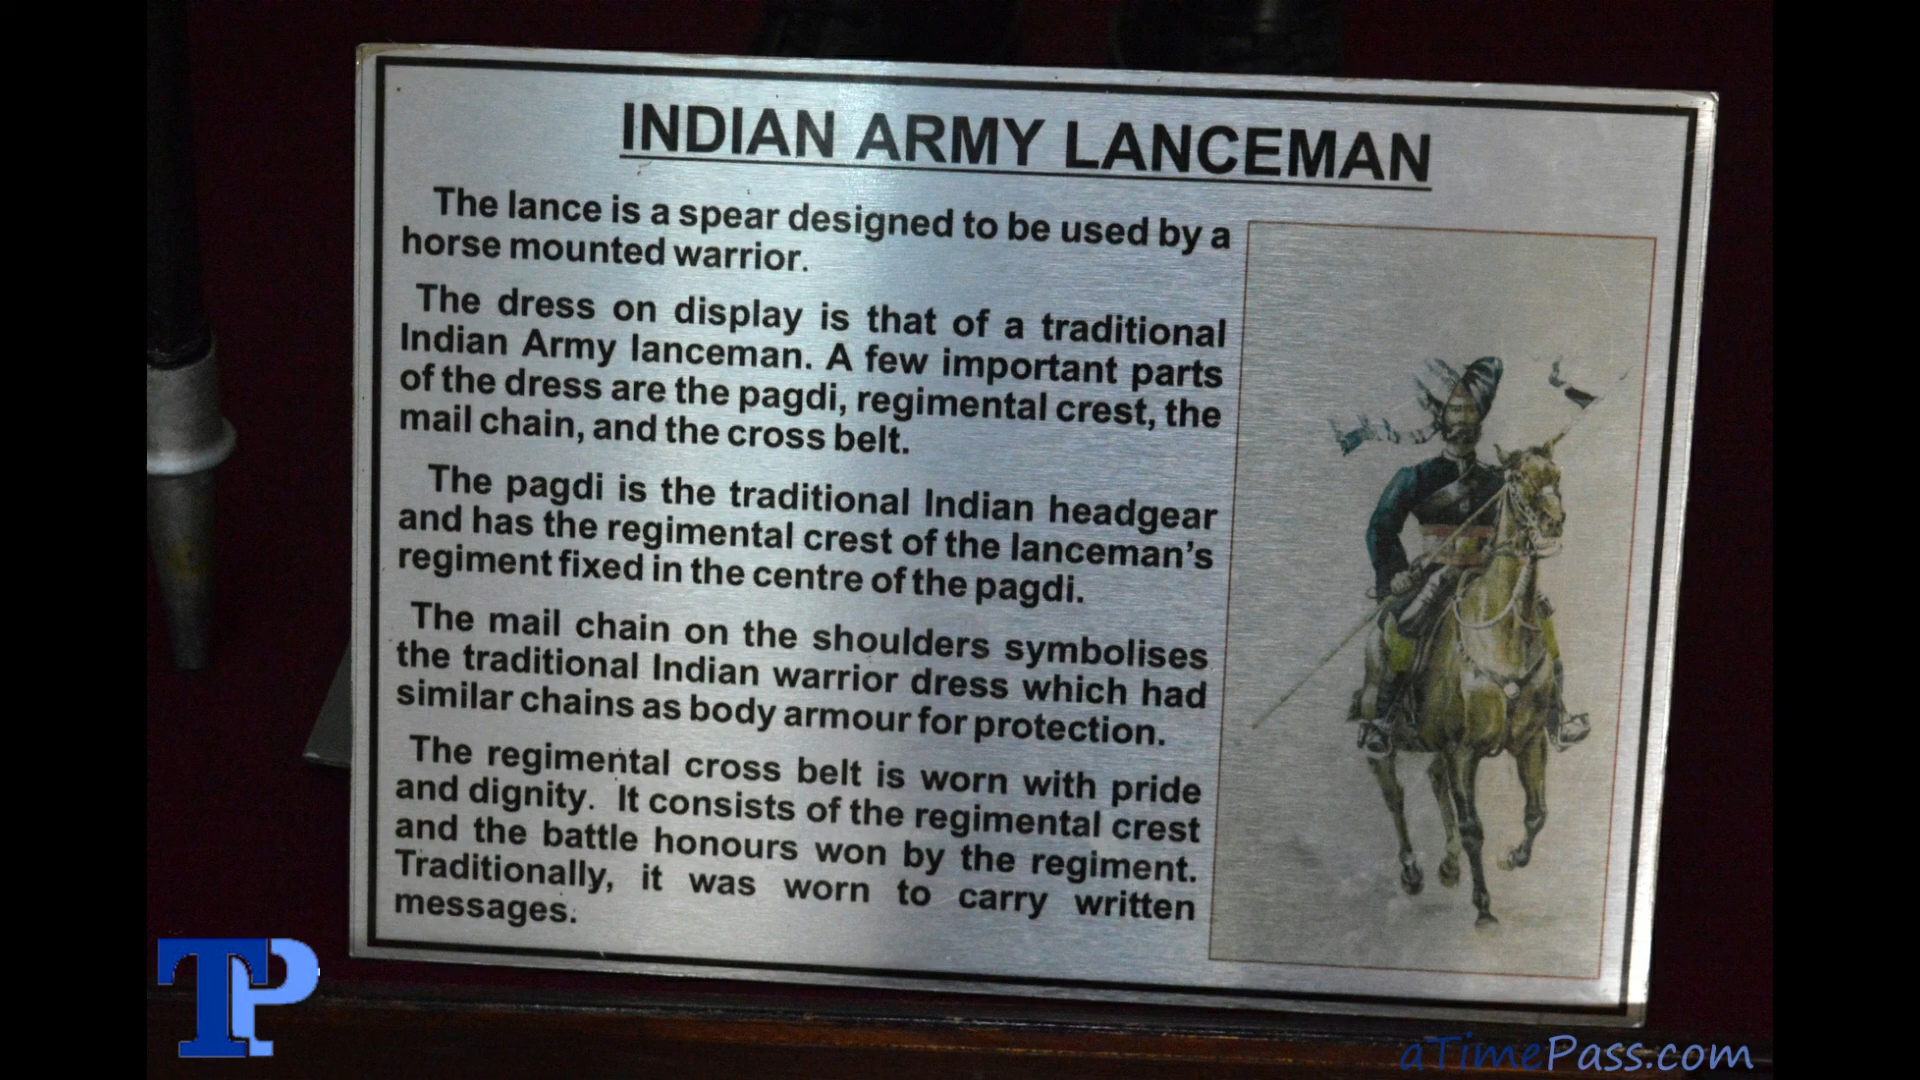 INDIAN ARMY LANCEMAN
The lance is a spear designed to be used by a
horse mounted warrior.
The dress on display is that of a traditional
Indian Army lanceman. A few important parts
of the dress are the pagdi, regimental crest, the
mail chain, and the cross belt.
The pagdi is the traditional Indian headgear
and has the regimental crest of the lanceman's
regiment fixed in the centre of the pagdi.
The mail chain on the shoulders symbolises
the traditional Indian warrior dress which had
similar chains as body armour for protection.
The regimental cross belt is worn with pride
and dignity. It consists of the regimental crest
and the battle honours won by the regiment.
Traditionally, it was worn to carry written
messages.
TP
aTimePass.com